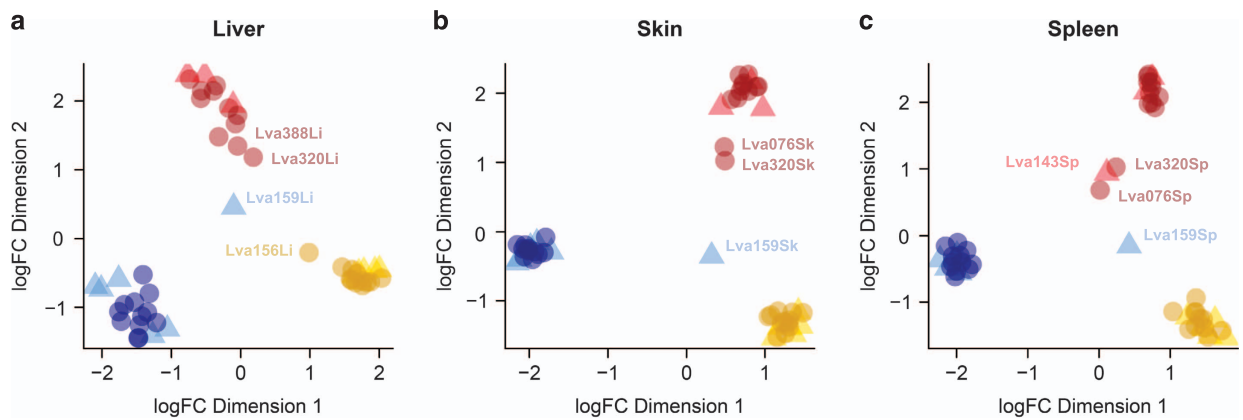 a
Liver
logFC Dimension 2
2
1
0
−1
Lva388Li
Lva320Li
Lva159Li
Lva156Li
−2
−1
0
1
2
logFC Dimension 1
b
Skin
logFC Dimension 2
2
1
0
−1
Lva076Sk
Lva320Sk
Lva159Sk
−2
−1
0
1
logFC Dimension 1
c
Spleen
logFC Dimension 2
2
1
0
−1
Lva143Sp
Lva320Sp
Lva076Sp
Lva159Sp
−2
−1
0
1
logFC Dimension 1